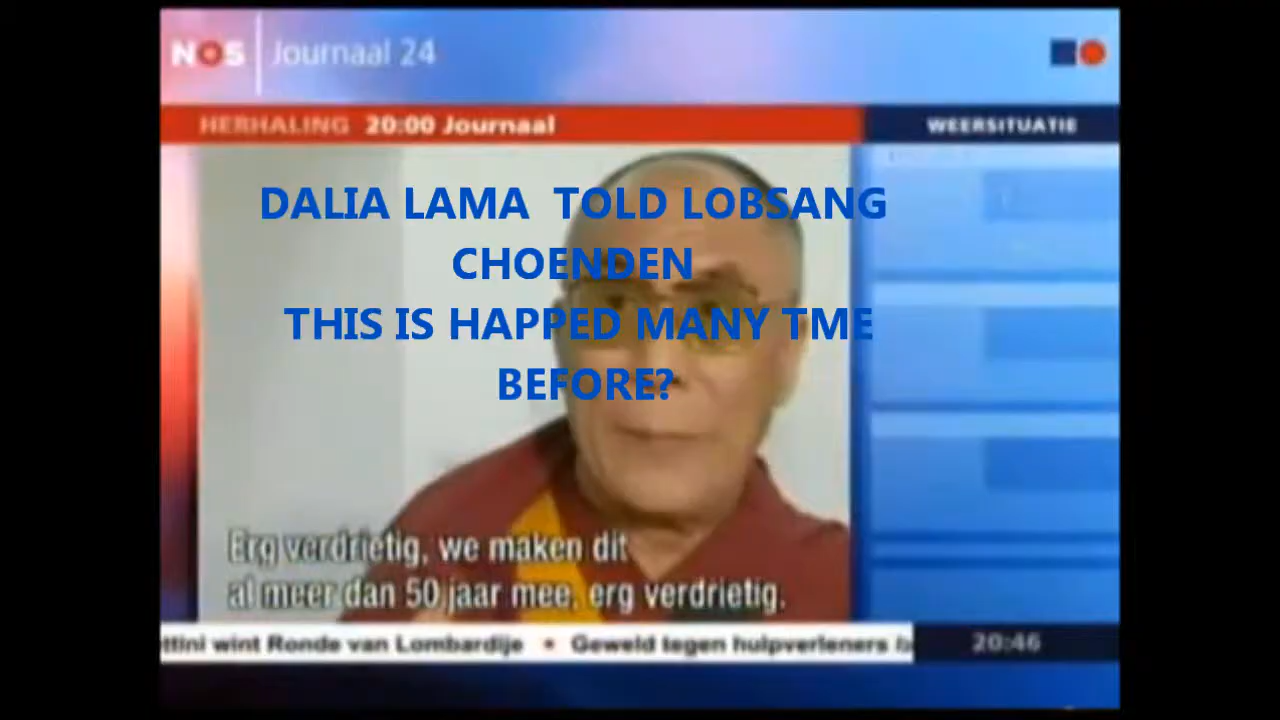 NOS Journaal 24
HERHALING 20:00 Journaal
WEERSITUATIE
DALIA LAMA TOLD LOBSANG
CHOENDEN
THIS IS HAPPED MANY TME
BEFORE?
Erg verdrietig, we maken dit
al meer dan 50 jaar mee, erg verdrietig.
ttini wint Ronde van Lombardije • Geweld tegen hulpverleners
20:46